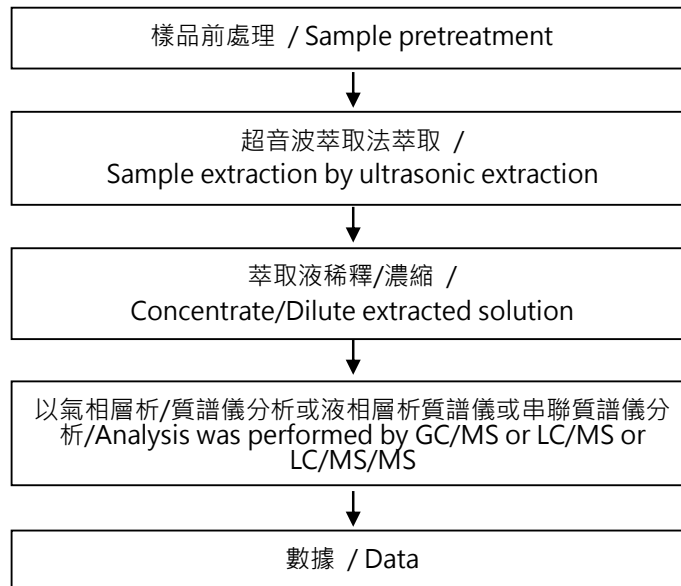 樣品前處理 / Sample pretreatment
超音波萃取法萃取 /
Sample extraction by ultrasonic extraction
萃取液稀釋/濃縮 /
Concentrate/Dilute extracted solution
以氣相層析/質譜儀分析或液相層析質譜儀或串聯質譜儀分
析/Analysis was performed by GC/MS or LC/MS or
LC/MS/MS
數據 / Data